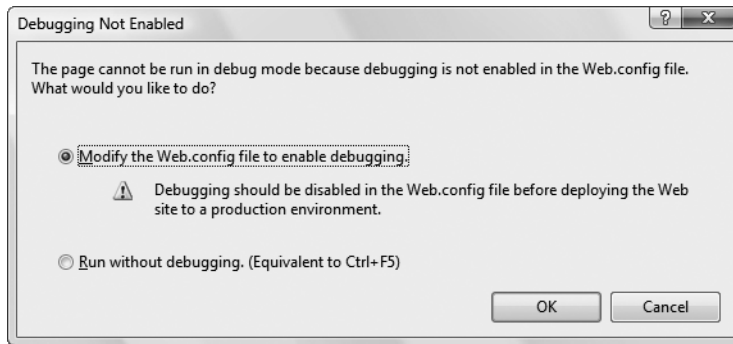 Debugging Not Enabled
The page cannot be run in debug mode because debugging is not enabled in the Web.config file.
What would you like to do?
Modify the Web.config file to enable debugging.
Debugging should be disabled in the Web.config file before deploying the Web
site to a production environment.
Run without debugging. (Equivalent to Ctrl+F5)
OK Cancel